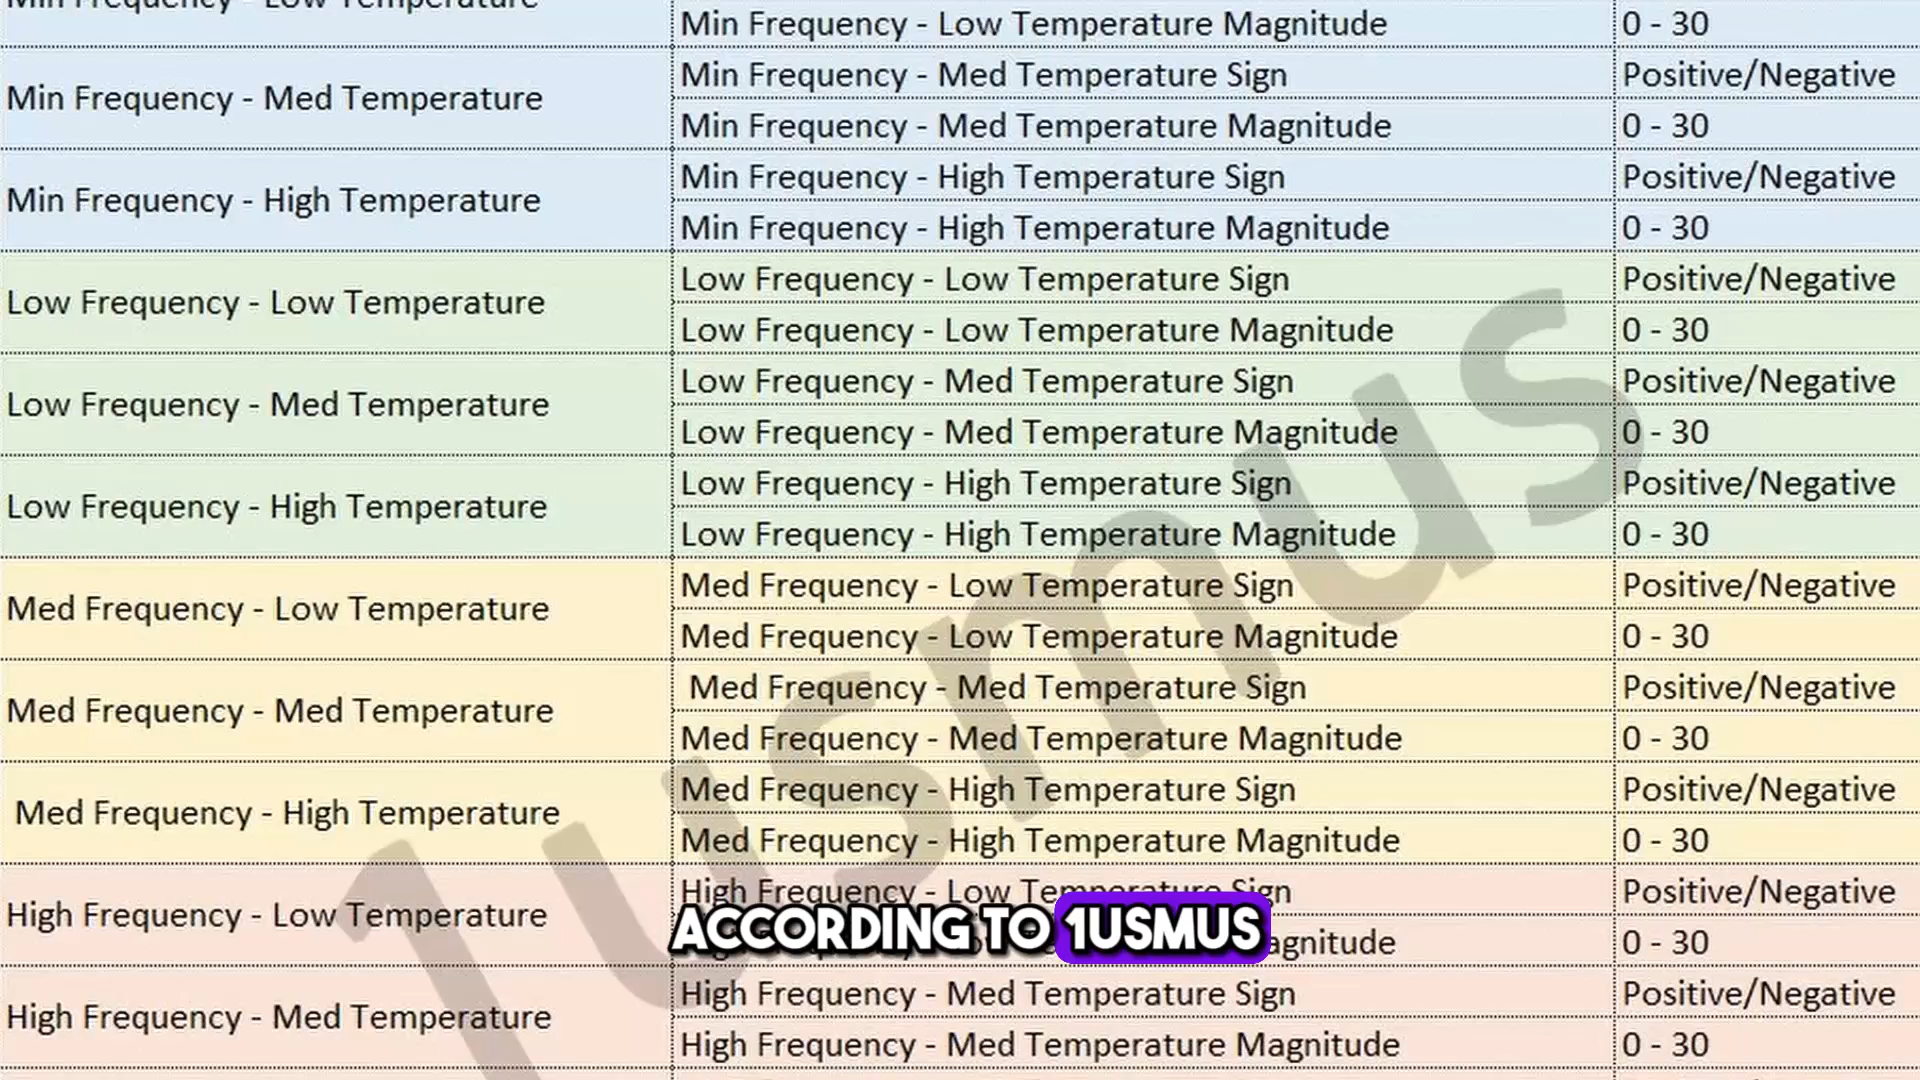 Min Frequency - Low Temperature
Min Frequency - Low Temperature Magnitude 0 - 30
Min Frequency - Med Temperature
Min Frequency - Med Temperature Sign Positive/Negative
Min Frequency - Med Temperature Magnitude 0 - 30
Min Frequency - High Temperature
Min Frequency - High Temperature Sign Positive/Negative
Min Frequency - High Temperature Magnitude 0 - 30
Low Frequency - Low Temperature
Low Frequency - Low Temperature Sign Positive/Negative
Low Frequency - Low Temperature Magnitude 0 - 30
Low Frequency - Med Temperature
Low Frequency - Med Temperature Sign Positive/Negative
Low Frequency - Med Temperature Magnitude 0 - 30
Low Frequency - High Temperature
Low Frequency - High Temperature Sign Positive/Negative
Low Frequency - High Temperature Magnitude 0 - 30
Med Frequency - Low Temperature
Med Frequency - Low Temperature Sign Positive/Negative
Med Frequency - Low Temperature Magnitude 0 - 30
Med Frequency - Med Temperature
Med Frequency - Med Temperature Sign Positive/Negative
Med Frequency - Med Temperature Magnitude 0 - 30
Med Frequency - High Temperature
Med Frequency - High Temperature Sign Positive/Negative
Med Frequency - High Temperature Magnitude 0 - 30
High Frequency - Low Temperature
High Frequency - Low Temperature Sign Positive/Negative
0 - 30
ACCORDING TO 1USMUS
High Frequency - Med Temperature
High Frequency - Med Temperature Sign Positive/Negative
High Frequency - Med Temperature Magnitude 0 - 30
1usmus